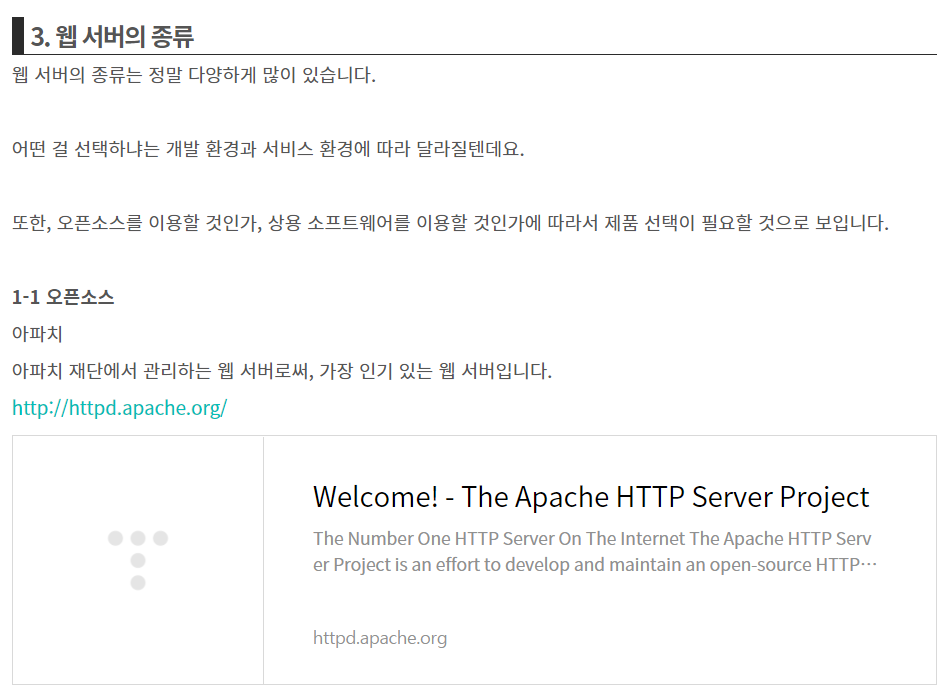 3. 웹 서버의 종류
웹 서버의 종류는 정말 다양하게 많이 있습니다.
어떤 걸 선택하냐는 개발 환경과 서비스 환경에 따라 달라질텐데요.
또한, 오픈소스를 이용할 것인가, 상용 소프트웨어를 이용할 것인가에 따라서 제품 선택이 필요할 것으로 보입니다.
1-1 오픈소스
아파치
아파치 재단에서 관리하는 웹 서버로써, 가장 인기 있는 웹 서버입니다.
http://httpd.apache.org/
Welcome! - The Apache HTTP Server Project
The Number One HTTP Server On The Internet The Apache HTTP Serv
er Project is an effort to develop and maintain an open-source HTTP…
httpd.apache.org